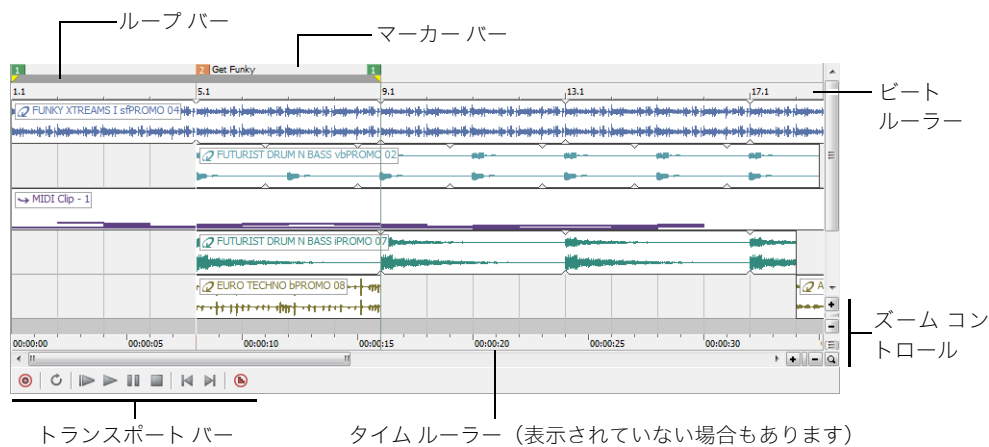 ループ バー
マーカー バー
1
2 Get Funky
1
1.1
5.1
9.1
13.1
17.1
ビート
ルーラー
FUNKY XTREAMS I sfPROMO 04
FUTURIST DRUM N BASS vbPROMO 02
MIDI Clip - 1
FUTURIST DRUM N BASS iPROMO 07
EURO TECHNO bPROMO 08
A
ズーム コン
トロール
00:00:00
00:00:05
00:00:10
00:00:15
00:00:20
00:00:25
00:00:30
トランスポート バー
タイム ルーラー（表示されていない場合もあります）